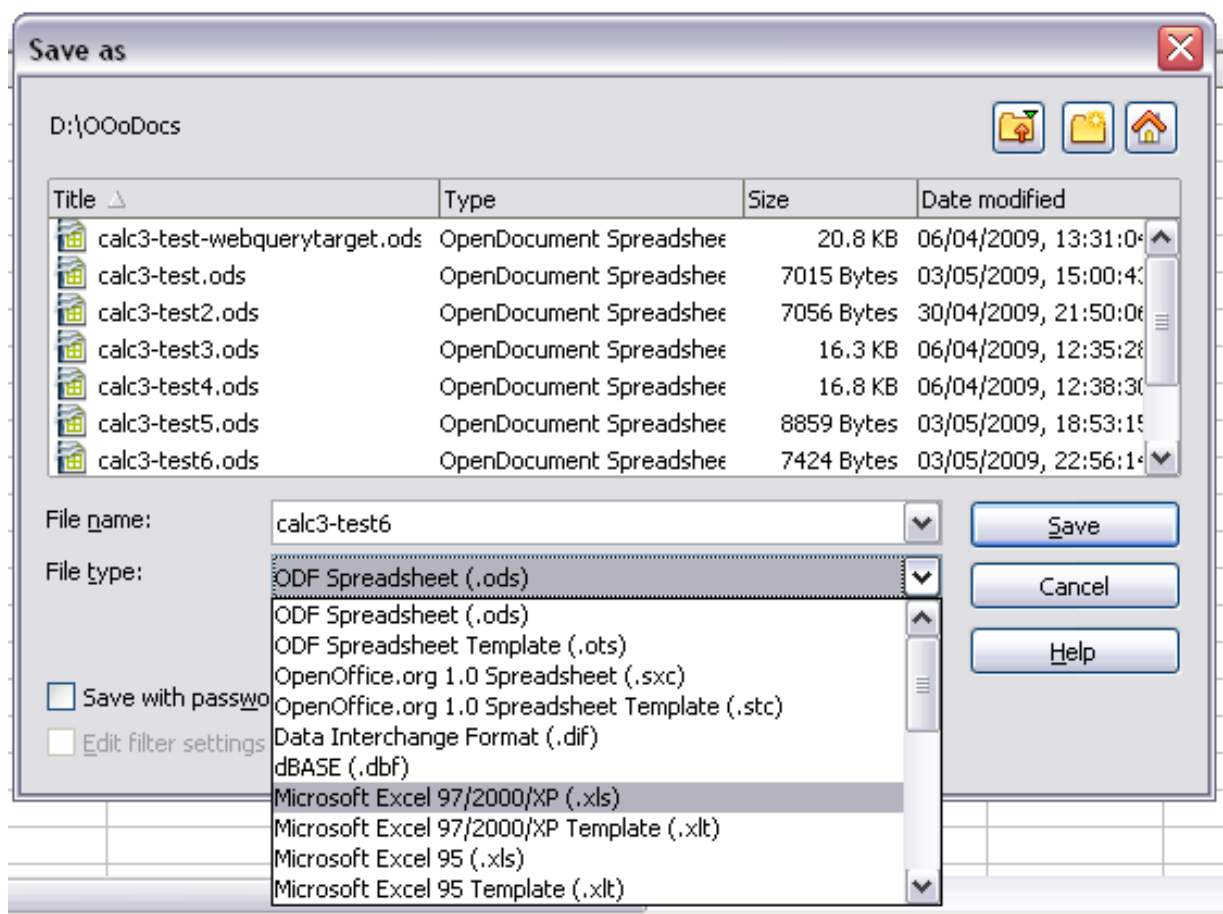 Save as
D:\OOoDocs
Title Type Size Date modified
calc3-test-webquerytarget.ods OpenDocument Spreadshee 20.8 KB 06/04/2009, 13:31:04
calc3-test.ods OpenDocument Spreadshee 7015 Bytes 03/05/2009, 15:00:43
calc3-test2.ods OpenDocument Spreadshee 7056 Bytes 30/04/2009, 21:50:06
calc3-test3.ods OpenDocument Spreadshee 16.3 KB 06/04/2009, 12:35:28
calc3-test4.ods OpenDocument Spreadshee 16.8 KB 06/04/2009, 12:38:30
calc3-test5.ods OpenDocument Spreadshee 8859 Bytes 03/05/2009, 18:53:15
calc3-test6.ods OpenDocument Spreadshee 7424 Bytes 03/05/2009, 22:56:14
File name: calc3-test6 Save
File type: ODF Spreadsheet (.ods) Cancel
ODF Spreadsheet (.ods)
ODF Spreadsheet Template (.ots) Help
OpenOffice.org 1.0 Spreadsheet (.sxc)
Save with passwo OpenOffice.org 1.0 Spreadsheet Template (.stc)
Edit filter settings Data Interchange Format (.dif)
dBASE (.dbf)
Microsoft Excel 97/2000/XP (.xls)
Microsoft Excel 97/2000/XP Template (.xlt)
Microsoft Excel 95 (.xls)
Microsoft Excel 95 Template (.xlt)